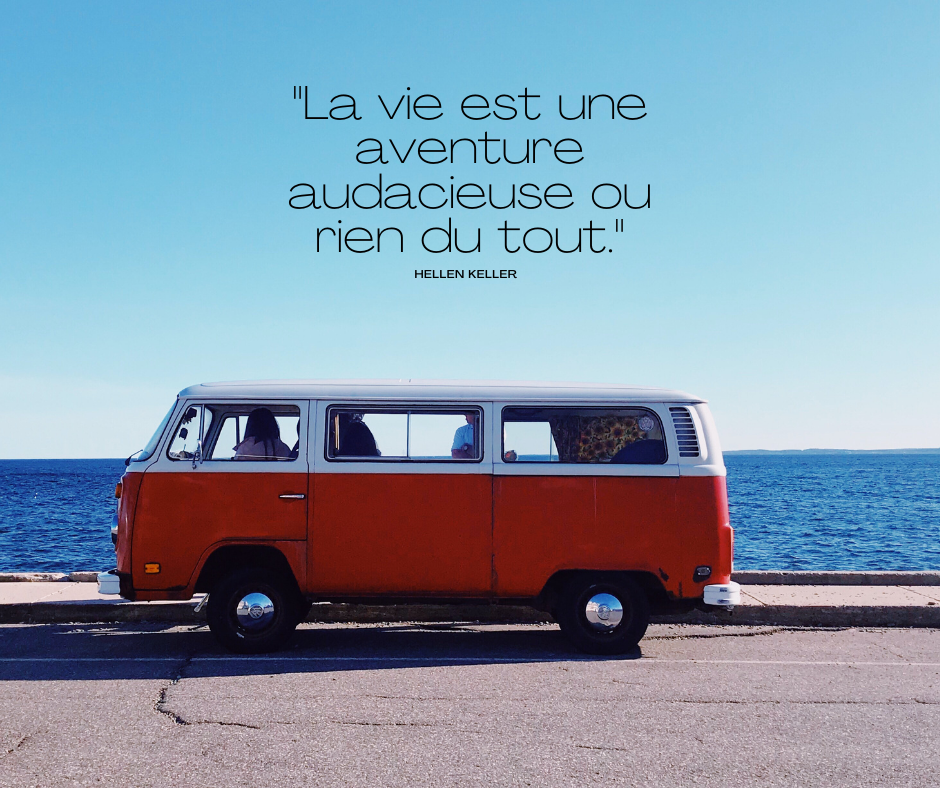 "La vie est une
aventure
audacieuse ou
rien du tout."
HELLEN KELLER